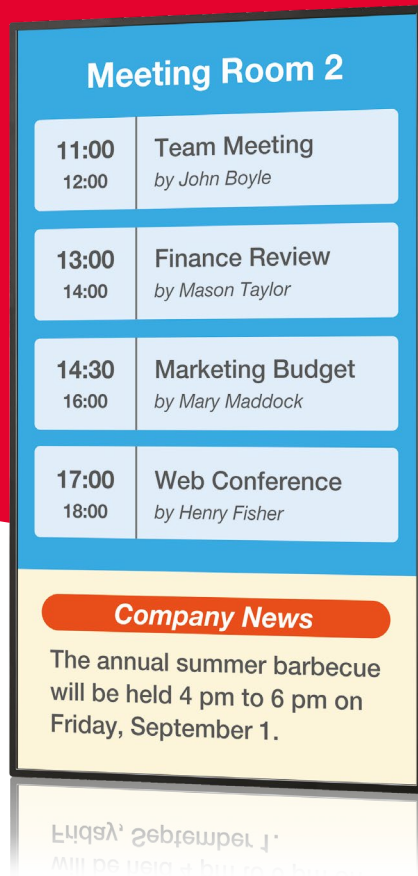 Meeting Room 2
11:00 Team Meeting
12:00 by John Boyle
13:00 Finance Review
14:00 by Mason Taylor
14:30 Marketing Budget
16:00 by Mary Maddock
17:00 Web Conference
18:00 by Henry Fisher
Company News
The annual summer barbecue
will be held 4 pm to 6 pm on
Friday, September 1.